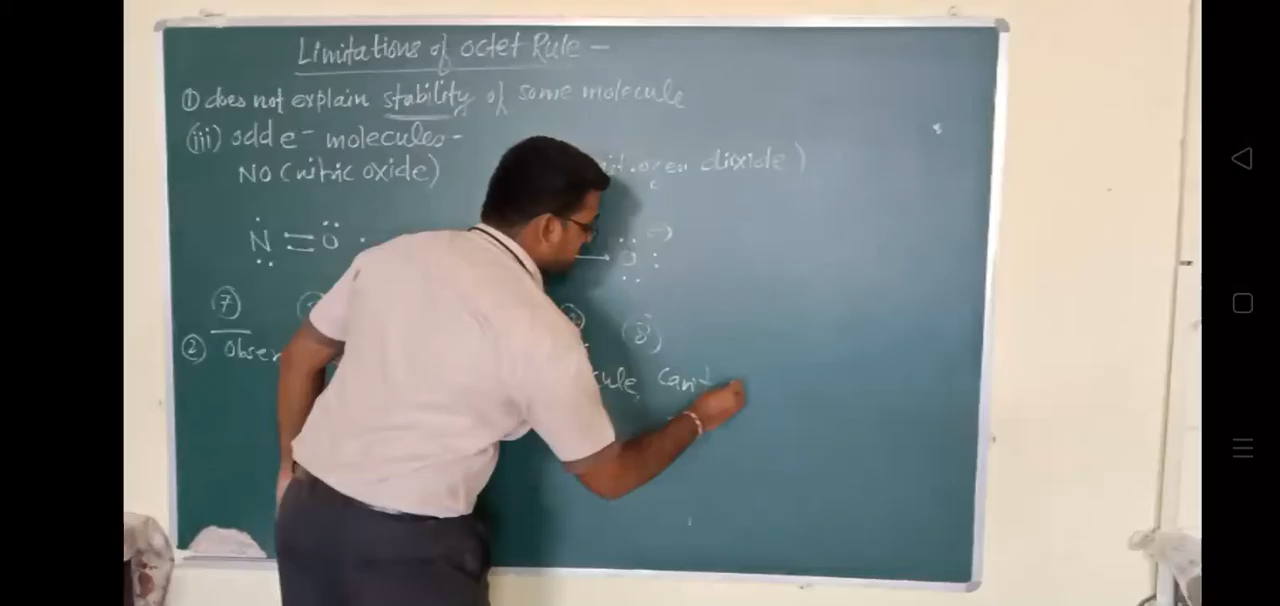 Limitations of octet Rule -
① does not explain stability of some molecule
(iii) odd e- molecules-
NO (nitric oxide) dioxide)
N = O O (-)
⑦ (8)
② Obser cule, can't